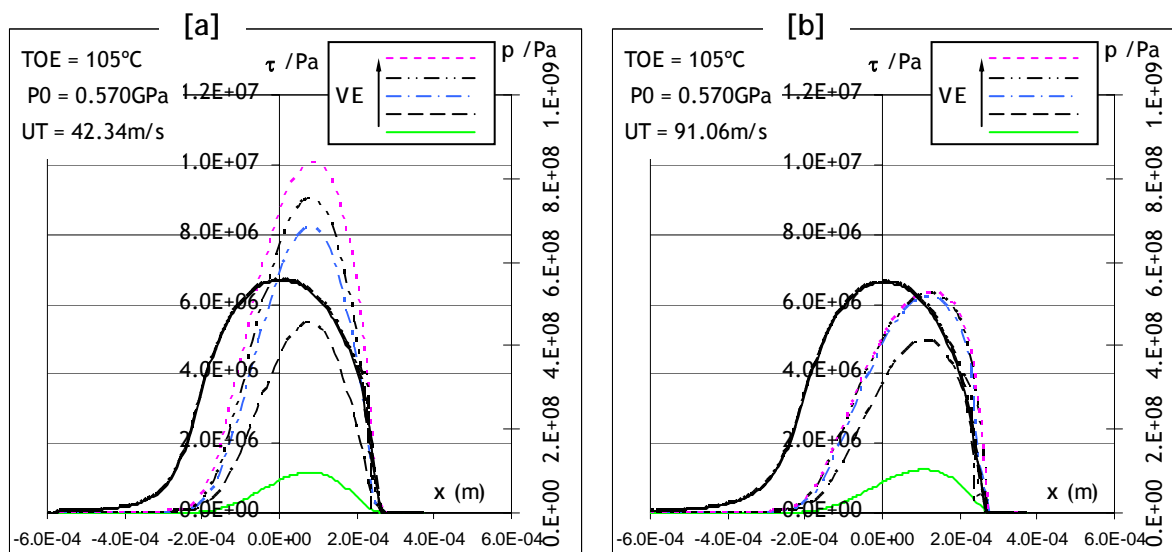 [a]
TOE = 105ºC
P0 = 0.570GPa
UT = 42.34m/s
VE
τ /Pa
p /Pa
1.2E+07
1.0E+07
8.0E+06
6.0E+06
4.0E+06
2.0E+06
0.0E+00
1.E+09
8.E+08
6.E+08
4.E+08
2.E+08
0.E+00
x (m)
-6.0E-04 -4.0E-04 -2.0E-04 0.0E+00 2.0E-04 4.0E-04 6.0E-04
[b]
TOE = 105ºC
P0 = 0.570GPa
UT = 91.06m/s
VE
τ /Pa
p /Pa
1.2E+07
1.0E+07
8.0E+06
6.0E+06
4.0E+06
2.0E+06
0.0E+00
1.E+09
8.E+08
6.E+08
4.E+08
2.E+08
0.E+00
x (m)
-6.0E-04 -4.0E-04 -2.0E-04 0.0E+00 2.0E-04 4.0E-04 6.0E-04